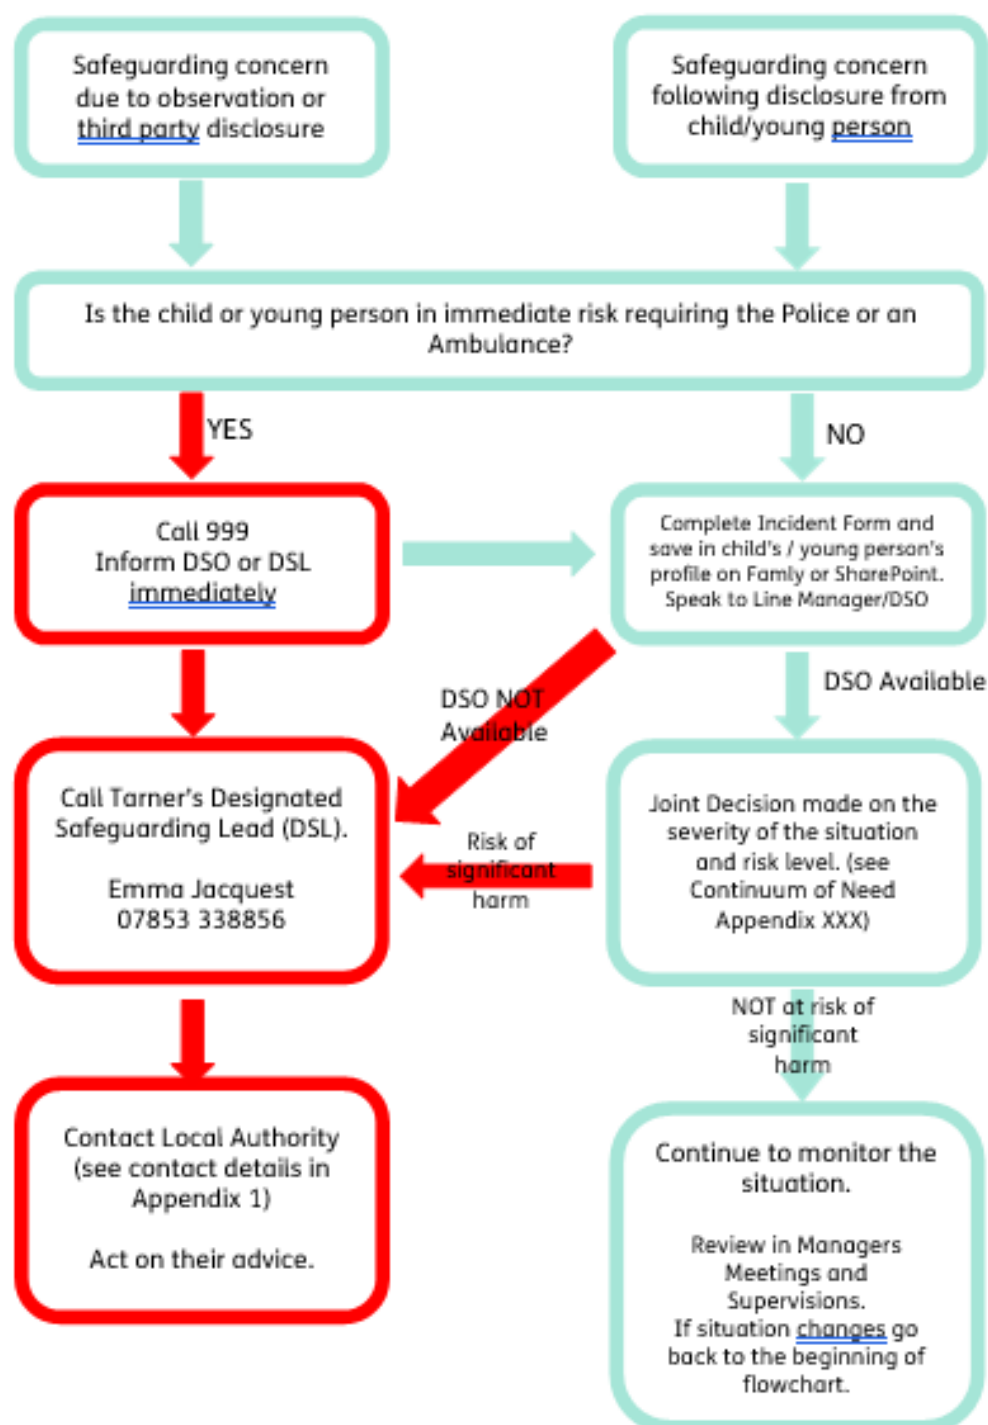 Safeguarding concern
due to observation or
third party disclosure
Safeguarding concern
following disclosure from
child/young person
Is the child or young person in immediate risk requiring the Police or an
Ambulance?
YES
NO
Call 999
Inform DSO or DSL
immediately
Complete Incident Form and
save in child's / young person's
profile on Famly or SharePoint.
Speak to Line Manager/DSO
DSO NOT
Available
DSO Available
Call Tarner's Designated
Safeguarding Lead (DSL).
Emma Jacquest
07853 338856
Risk of
significant
harm
Joint Decision made on the
severity of the situation
and risk level. (see
Continuum of Need
Appendix XXX)
NOT at risk of
significant
harm
Contact Local Authority
(see contact details in
Appendix 1)
Act on their advice.
Continue to monitor the
situation.
Review in Managers
Meetings and
Supervisions.
If situation changes go
back to the beginning of
flowchart.